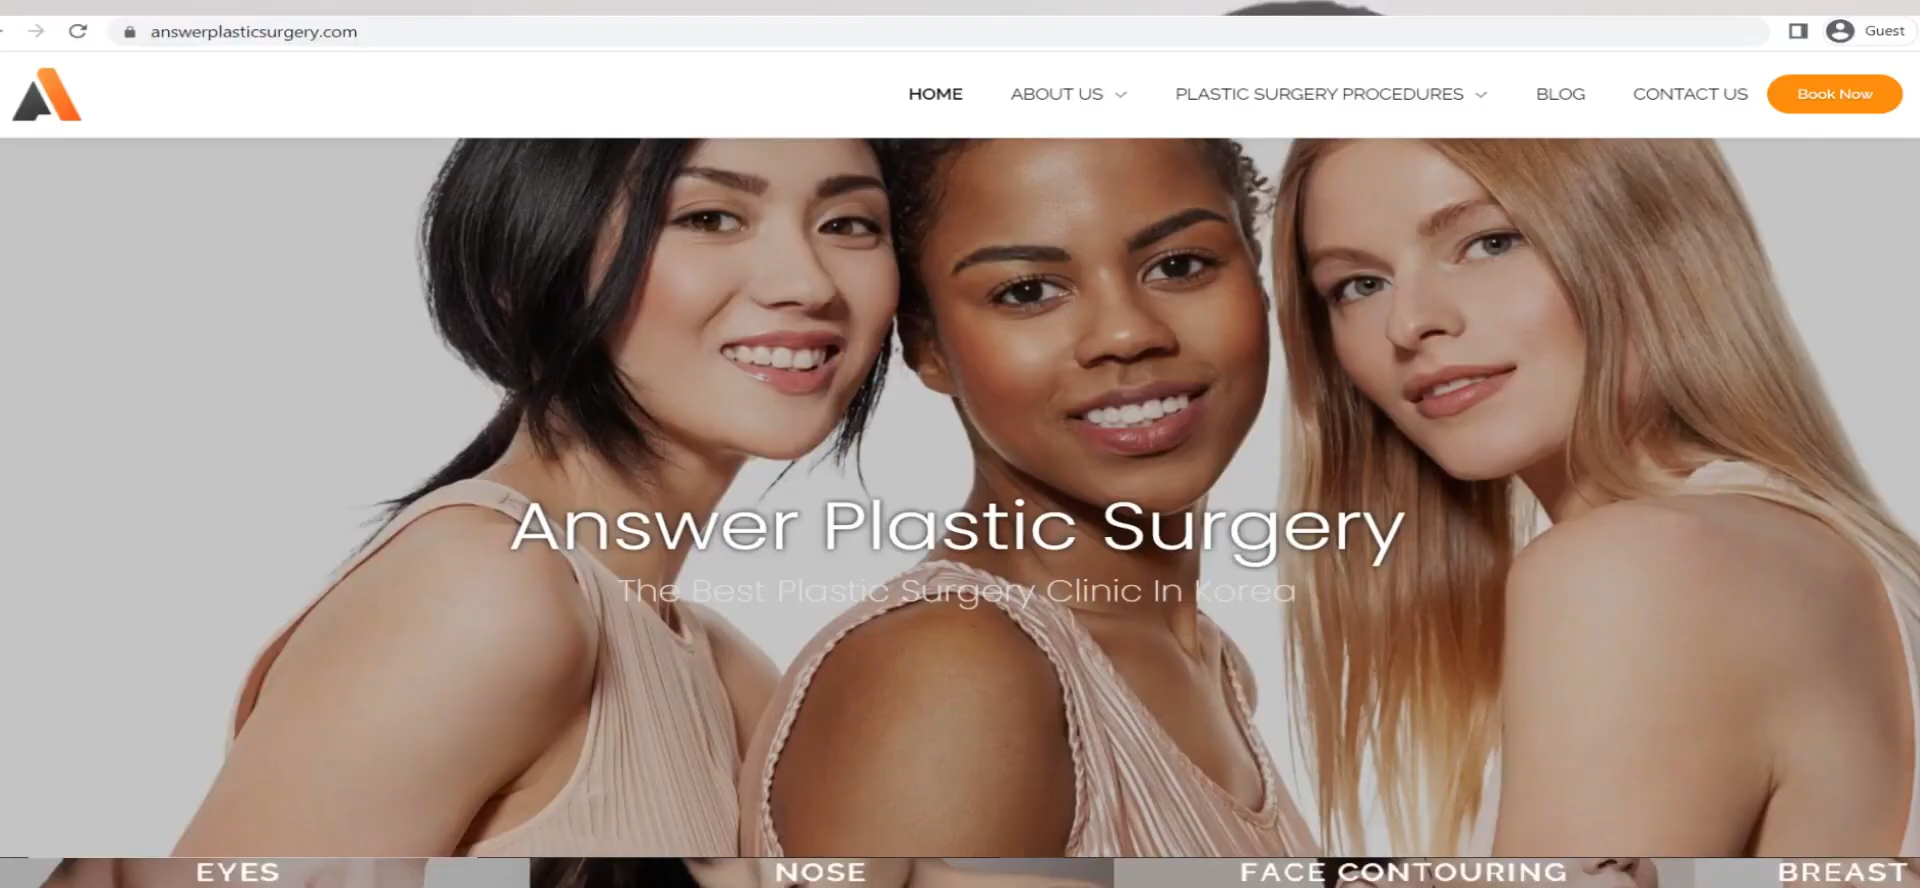 answerplasticsurgery.com
Guest
HOME
ABOUT US
PLASTIC SURGERY PROCEDURES
BLOG
CONTACT US
Book Now
Answer Plastic Surgery
The Best Plastic Surgery Clinic In Korea
EYES
NOSE
FACE CONTOURING
BREAST